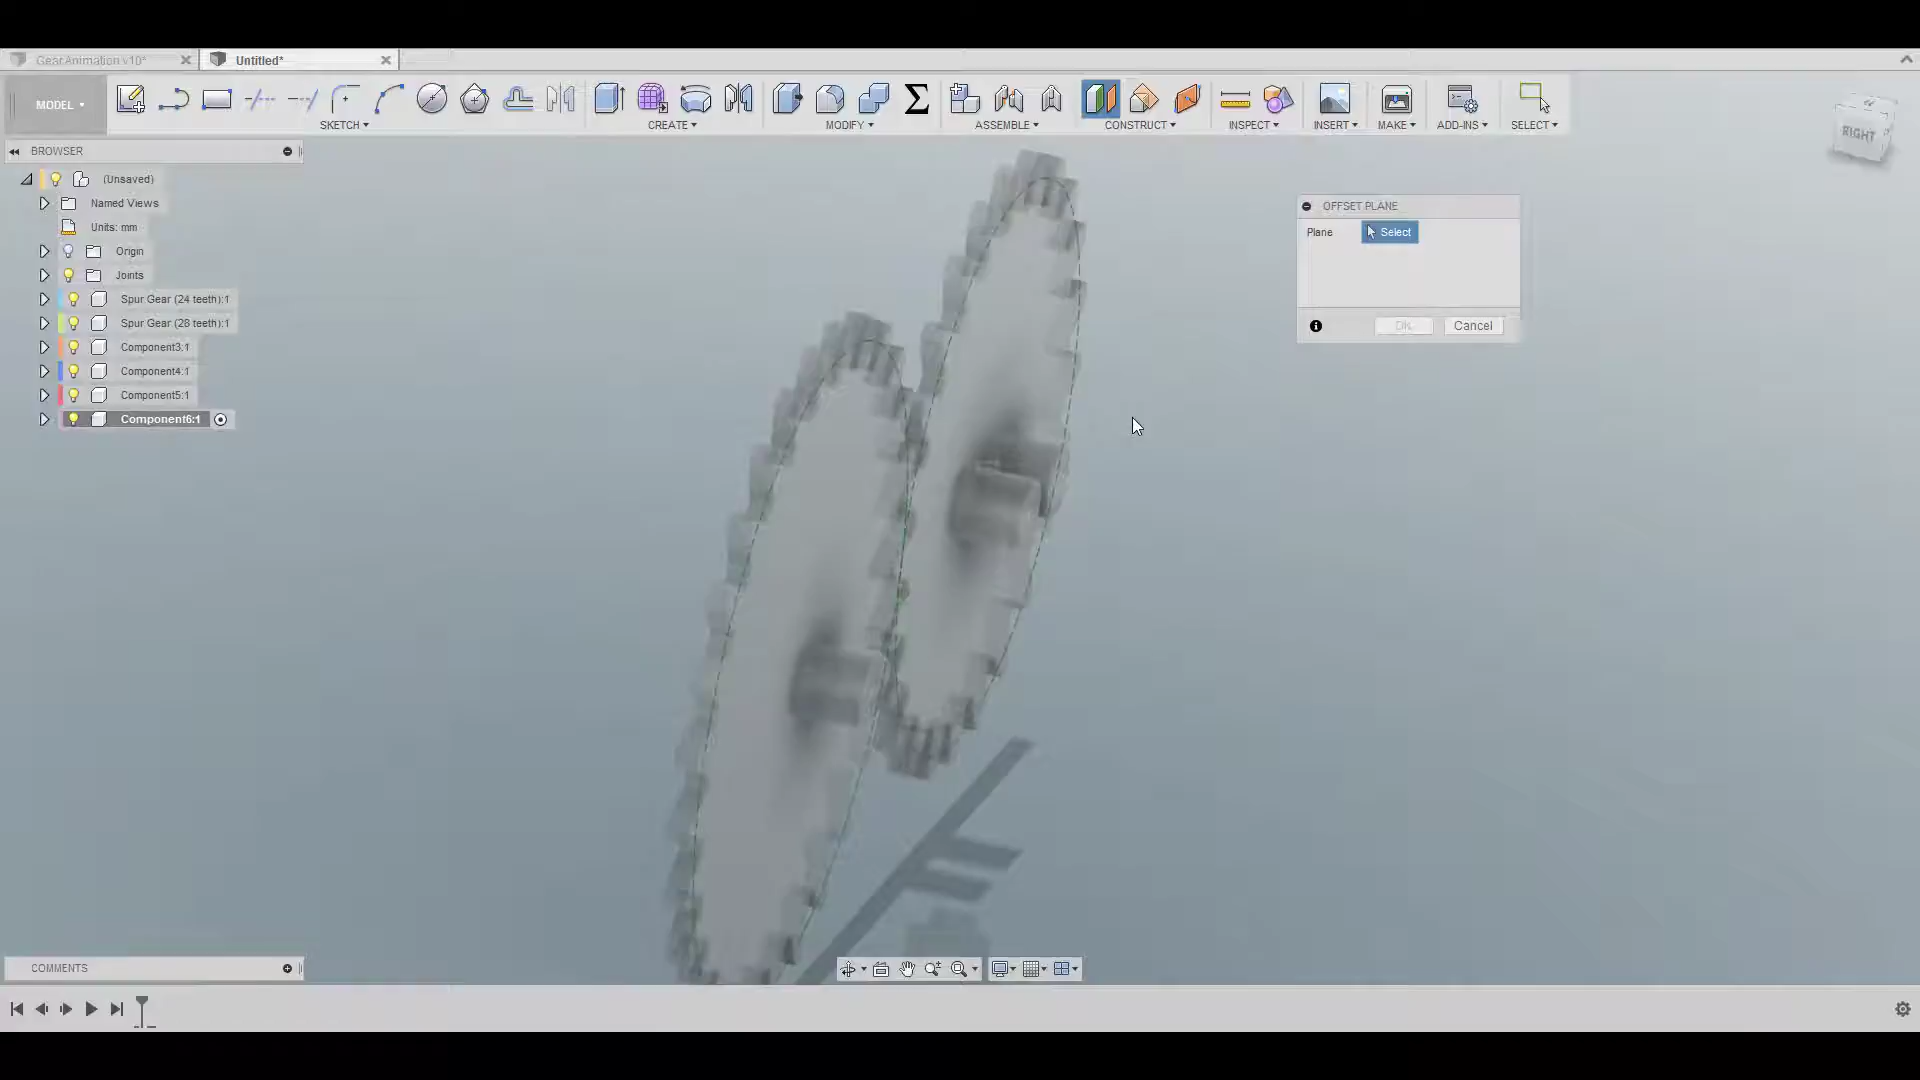 GearAnimation v10*
Untitled*
MODEL
SKETCH
CREATE
MODIFY
ASSEMBLE
CONSTRUCT
INSPECT
INSERT
MAKE
ADD-INS
SELECT
RIGHT
BROWSER
(Unsaved)
Named Views
Units: mm
Origin
Joints
Spur Gear (24 teeth):1
Spur Gear (28 teeth):1
Component3:1
Component4:1
Component5:1
Component6:1
OFFSET PLANE
Plane Select
OK Cancel
COMMENTS